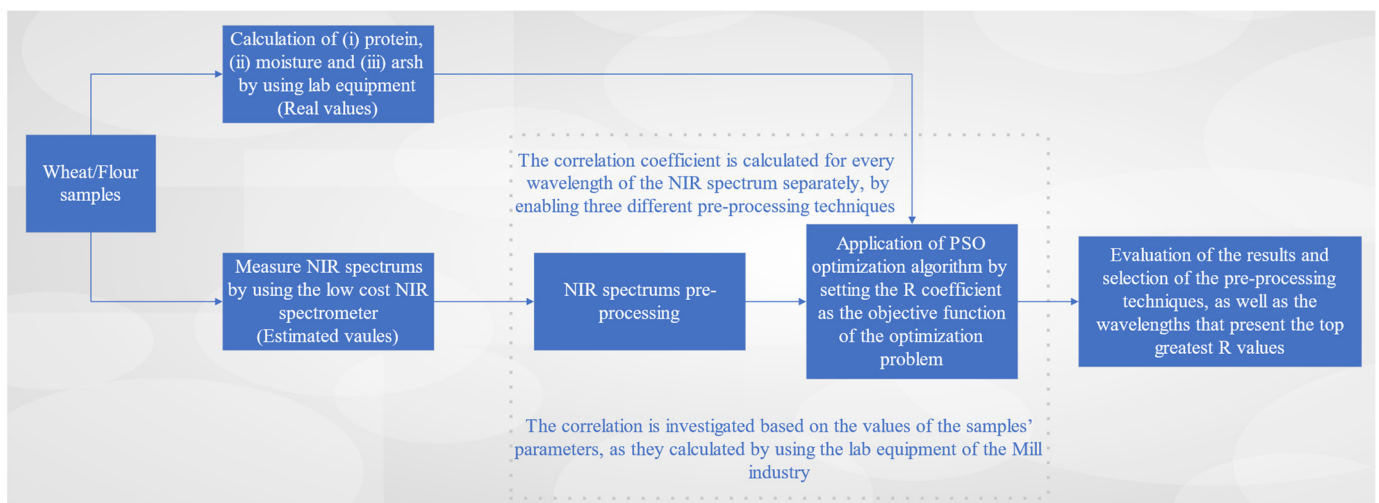 Calculation of (i) protein,
(ii) moisture and (iii) arsh
by using lab equipment
(Real values)
Wheat/Flour
samples
Measure NIR spectrums
by using the low cost NIR
spectrometer
(Estimated vaules)
The correlation coefficient is calculated for every
wavelength of the NIR spectrum separately, by
enabling three different pre-processing techniques
NIR spectrums pre-
processing
Application of PSO
optimization algorithm by
setting the R coefficient
as the objective function
of the optimization
problem
Evaluation of the results and
selection of the pre-processing
techniques, as well as the
wavelengths that present the top
greatest R values
The correlation is investigated based on the values of the samples’
parameters, as they calculated by using the lab equipment of the Mill
industry